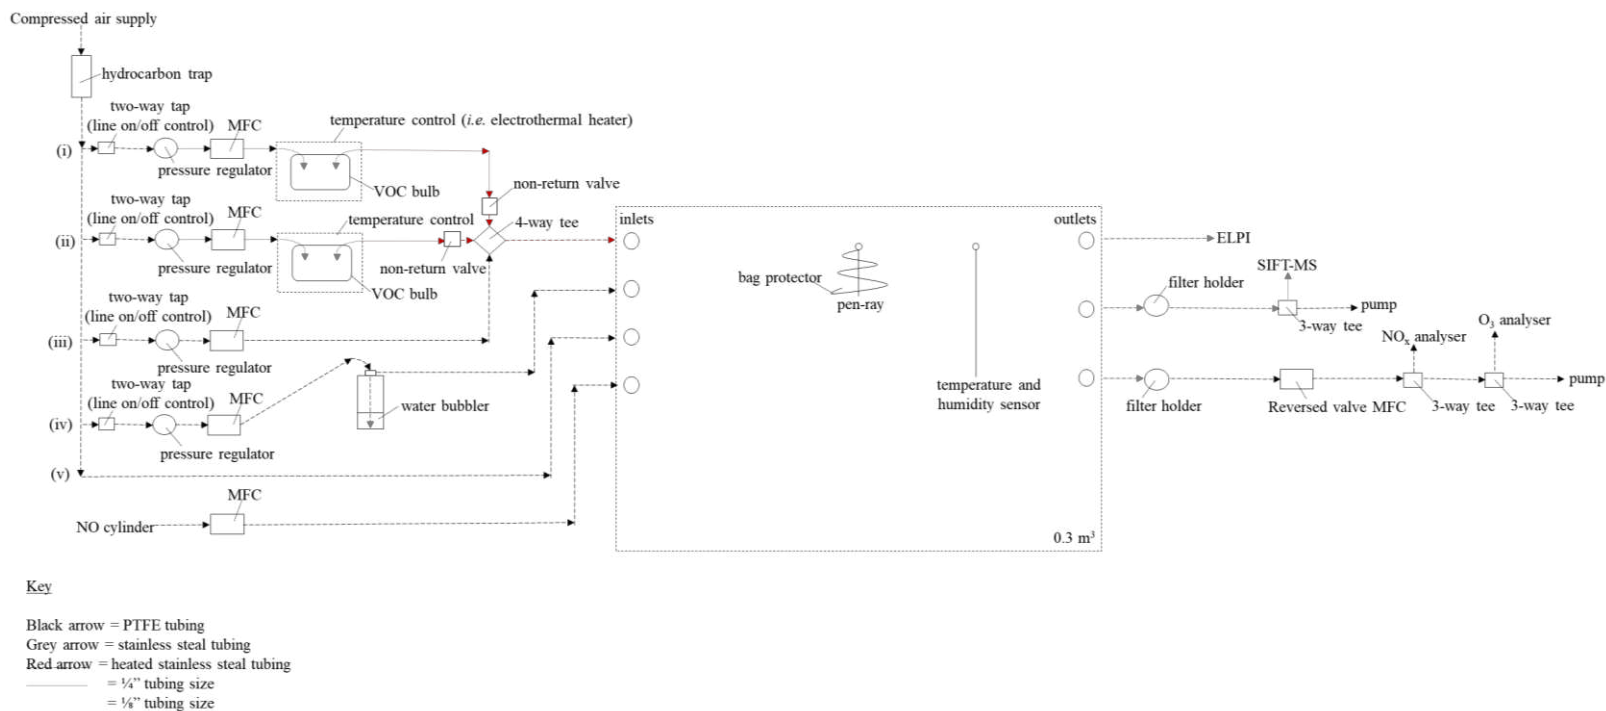 Compressed air supply
hydrocarbon trap
two-way tap
(line on/off control) MFC
temperature control (i.e. electrothermal heater)
(i)
pressure regulator
VOC bulb
non-return valve
two-way tap
(line on/off control) MFC
temperature control
4-way tee
(ii)
pressure regulator
non-return valve
VOC bulb
two-way tap
(line on/off control) MFC
(iii)
pressure regulator
two-way tap
(line on/off control) MFC
water bubbler
(iv)
pressure regulator
(v)
MFC
NO cylinder
inlets
bag protector
pen-ray
temperature and
humidity sensor
outlets
0.3 m³
ELPI
SIFT-MS
filter holder
pump
3-way tee
O₃ analyser
NOₓ analyser
pump
filter holder
Reversed valve MFC
3-way tee
3-way tee
Key
Black arrow = PTFE tubing
Grey arrow = stainless steal tubing
Red arrow = heated stainless steal tubing
= ¼” tubing size
= ⅛” tubing size